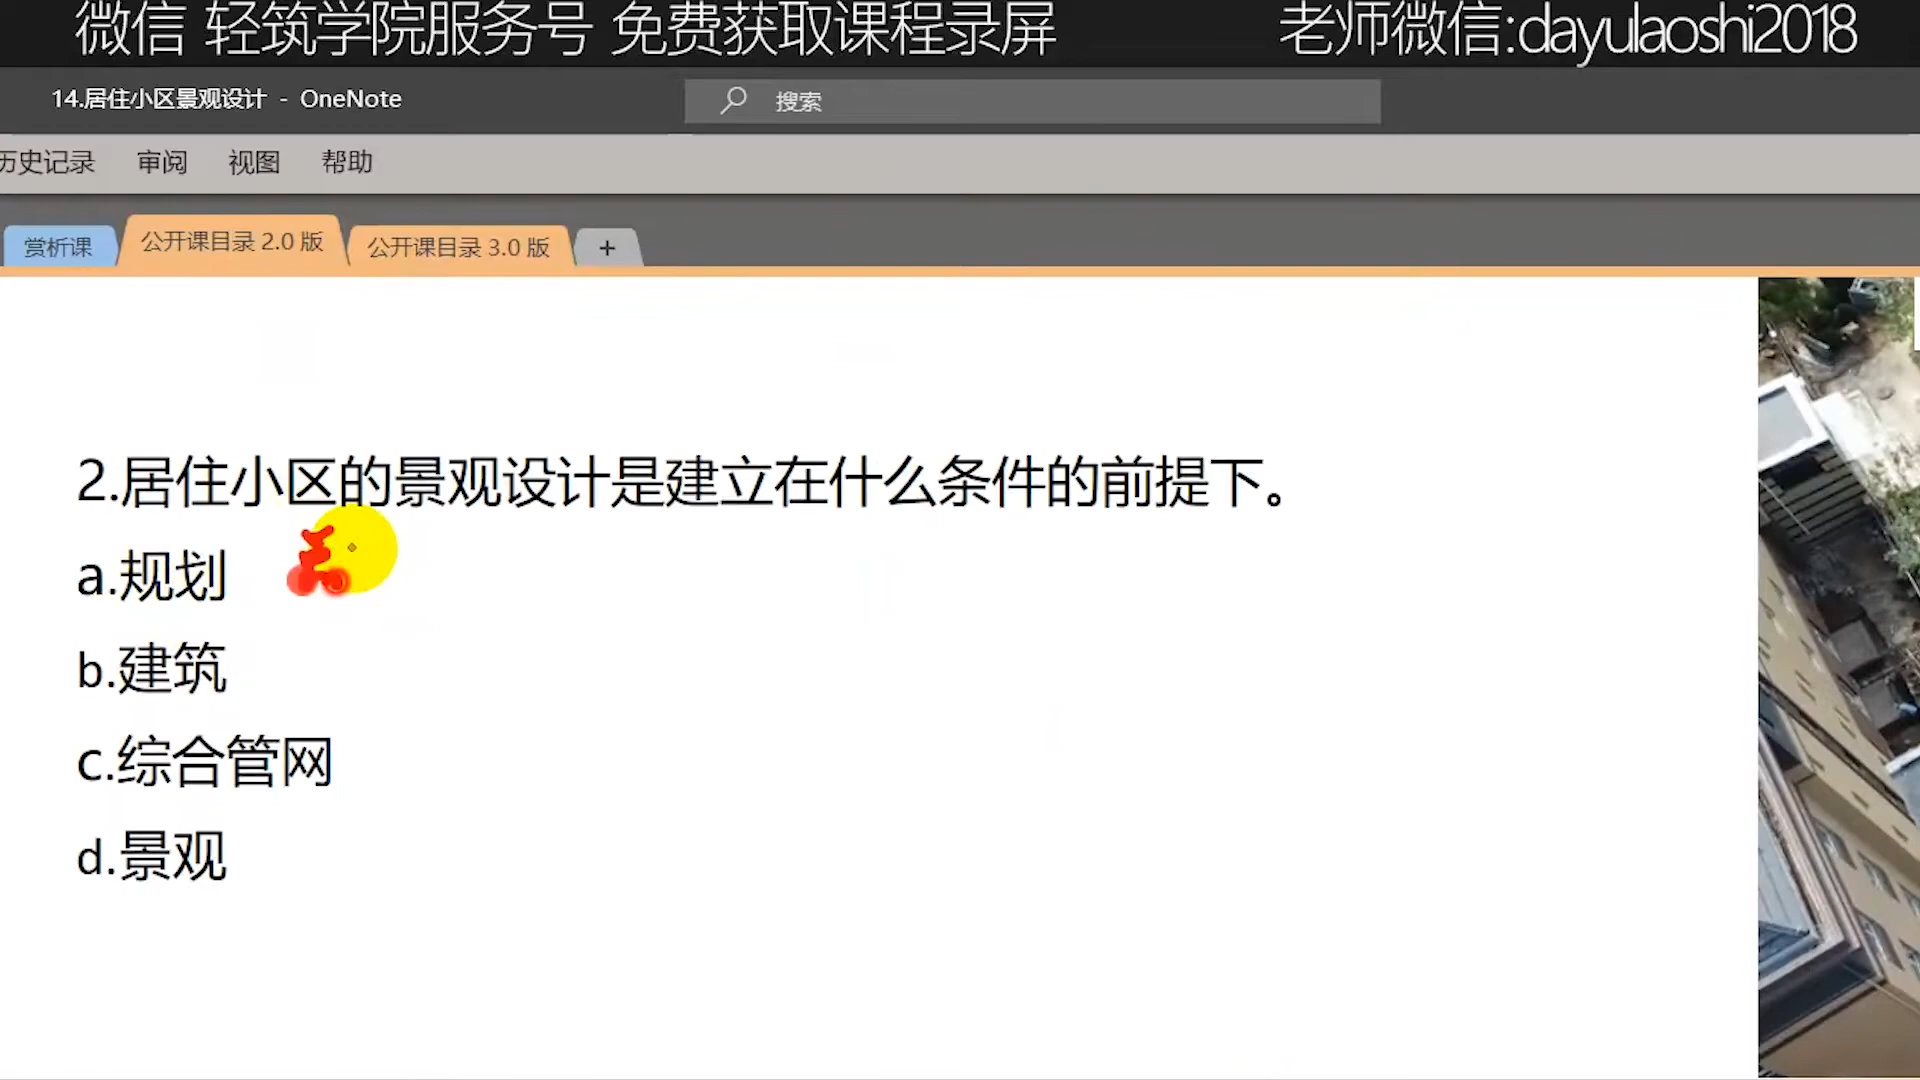 微信 轻筑学院服务号 免费获取课程录屏
老师微信:dayulaoshi2018
14.居住小区景观设计 - OneNote
搜索
历史记录 审阅 视图 帮助
赏析课 公开课目录 2.0 版 公开课目录 3.0 版 +
2.居住小区的景观设计是建立在什么条件的前提下。
a.规划
b.建筑
c.综合管网
d.景观